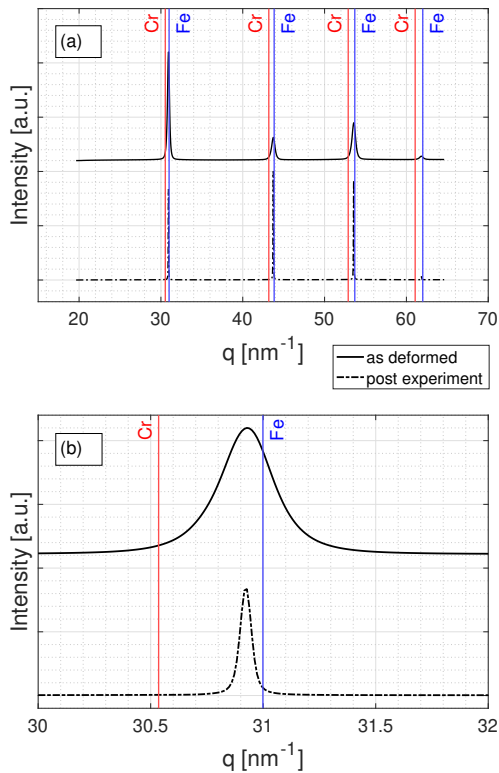 (a)
Cr Fe Cr Fe Cr Fe Cr Fe
Intensity [a.u.]
20 30 40 50 60 70
q [nm⁻¹]
as deformed
post experiment
(b)
Cr Fe
Intensity [a.u.]
30 30.5 31 31.5 32
q [nm⁻¹]